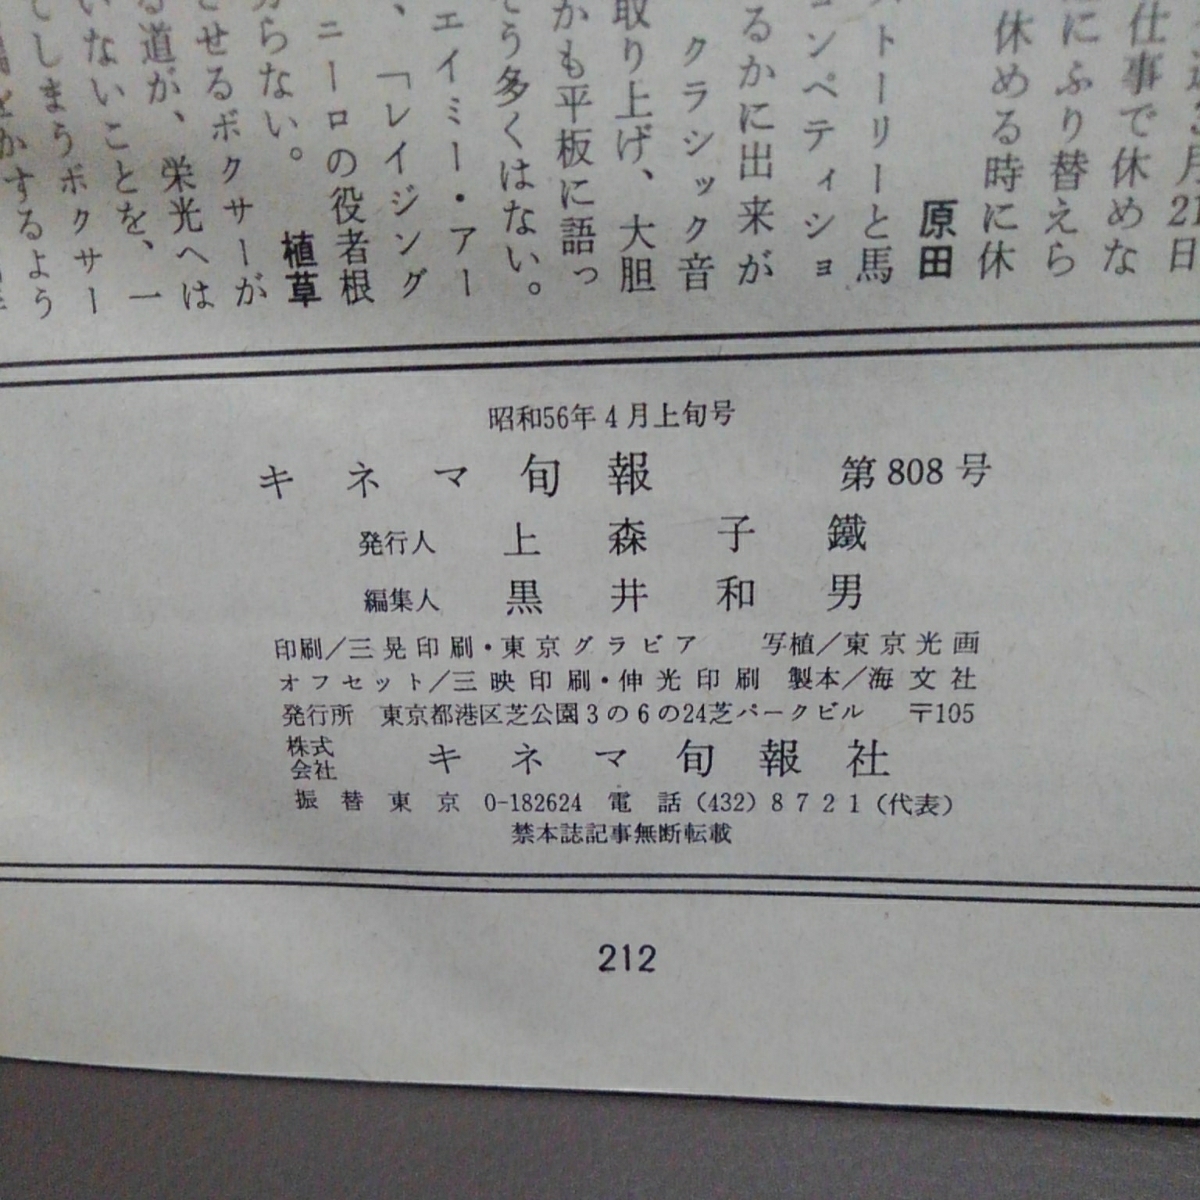 月21日
仕事で休めな
にふり替えら
休める時に休
原田
ストーリーと馬
ンペティショ
るかに出来が
クラシック音
取り上げ、大胆
かも平板に語っ
そう多くはない。
エイミー・アー
、「レイジング
ニーロの役者根
らない。
植草
させるボクサーが
る道が、栄光へは
いないことを、一
てしまうボクサー
かするよう
昭和56年4月上旬号
キネマ旬報 第808号
発行人 上森子鐵
編集人 黒井和男
印刷/三晃印刷・東京グラビア 写植/東京光画
オフセット/三映印刷・伸光印刷 製本/海文社
発行所 東京都港区芝公園3の6の24芝パークビル 〒105
株式会社 キネマ旬報社
振替東京 0-182624 電話(432)8721(代表)
禁本誌記事無断転載
212